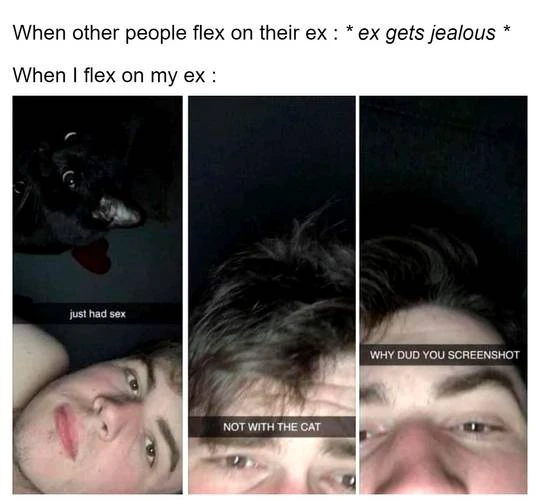 When other people flex on their ex : * ex gets jealous *
When I flex on my ex :
just had sex
NOT WITH THE CAT
WHY DUD YOU SCREENSHOT